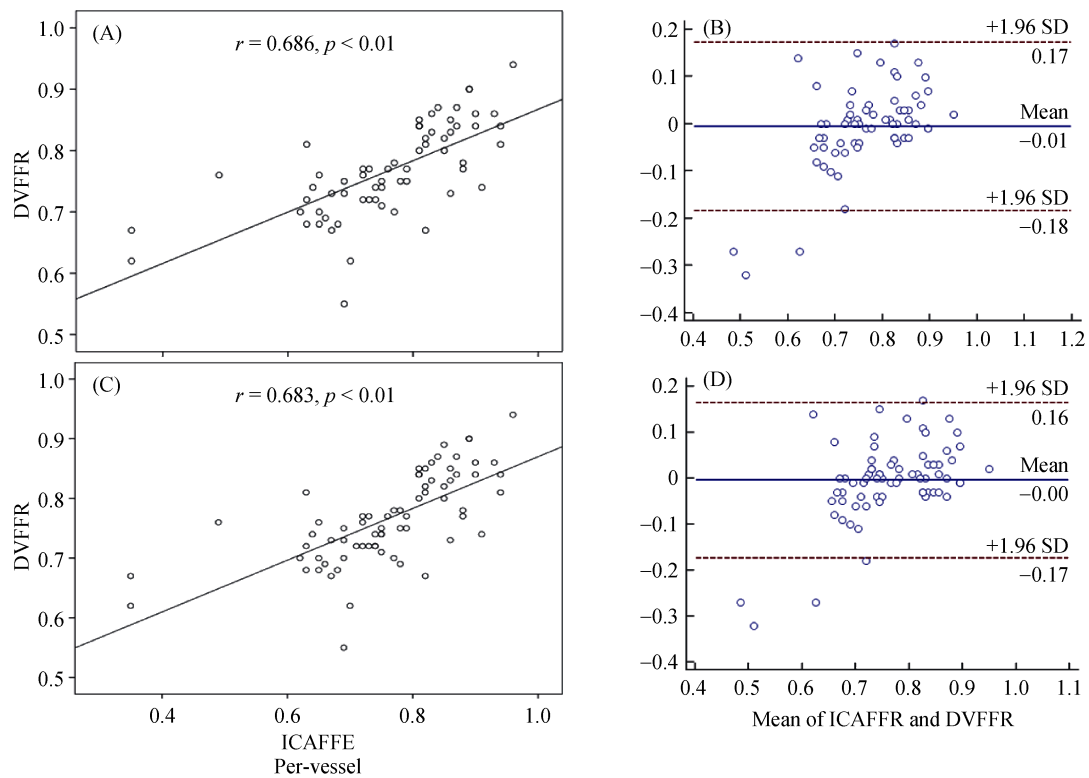 (A)
r = 0.686, p < 0.01
1.0
0.9
0.8
0.7
0.6
0.5
DVFFR
(B)
+1.96 SD
0.17
Mean
−0.01
+1.96 SD
−0.18
0.2
0.1
0
−0.1
−0.2
−0.3
−0.4
0.4 0.5 0.6 0.7 0.8 0.9 1.0 1.1 1.2
(C)
r = 0.683, p < 0.01
1.0
0.9
0.8
0.7
0.6
0.5
DVFFR
0.4 0.6 0.8 1.0
ICAFFE
Per-vessel
(D)
+1.96 SD
0.16
Mean
−0.00
+1.96 SD
−0.17
0.2
0.1
0
−0.1
−0.2
−0.3
−0.4
0.4 0.5 0.6 0.7 0.8 0.9 1.0 1.1
Mean of ICAFFR and DVFFR